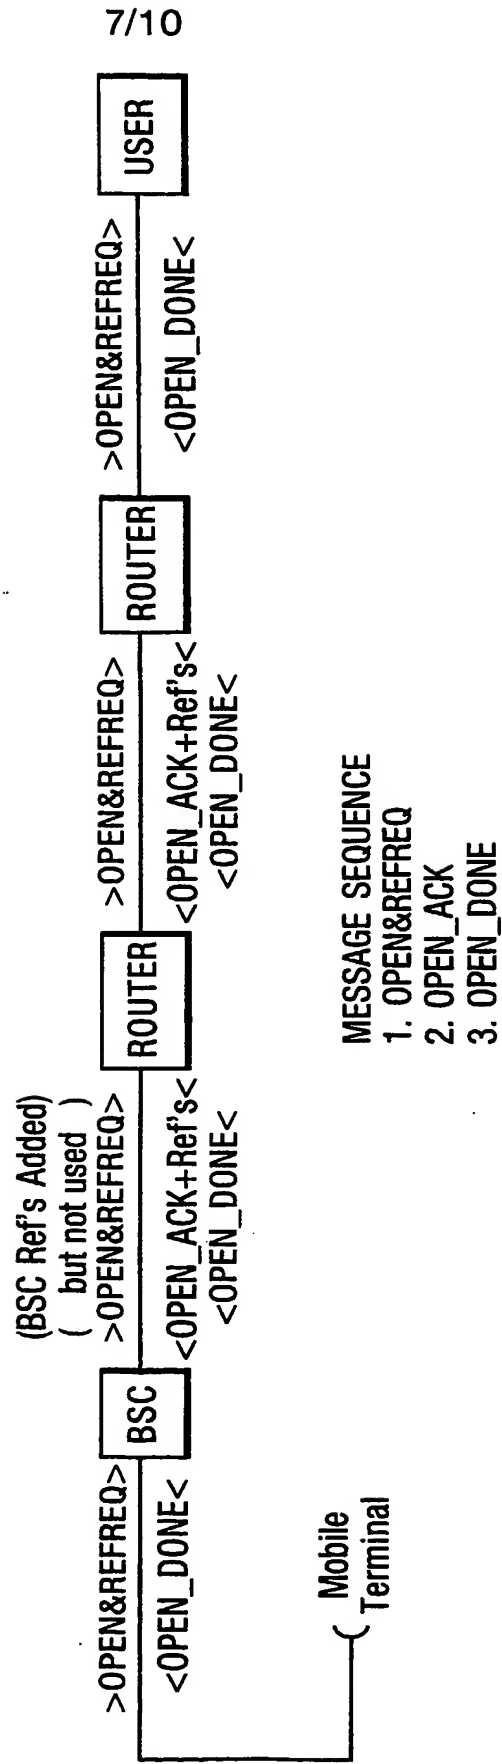 7/10
(BSC Ref's Added)
( but not used )
>OPEN&REFREQ>
>OPEN&REFREQ>
>OPEN&REFREQ>
>OPEN&REFREQ>
BSC
ROUTER
ROUTER
USER
<OPEN_DONE<
<OPEN_ACK+Ref's<
<OPEN_DONE<
<OPEN_ACK+Ref's<
<OPEN_DONE<
<OPEN_DONE<
Mobile
Terminal
MESSAGE SEQUENCE
1. OPEN&REFREQ
2. OPEN_ACK
3. OPEN_DONE